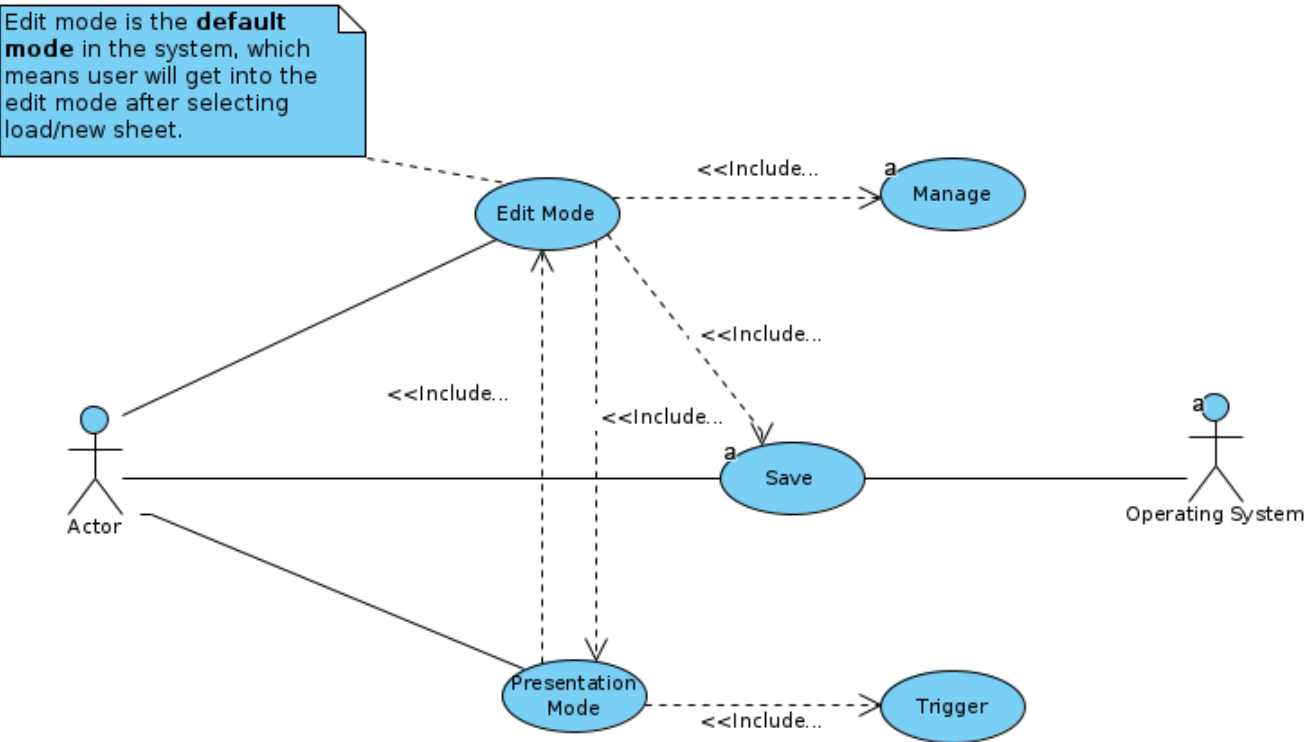 Edit mode is the default
mode in the system, which
means user will get into the
edit mode after selecting
load/new sheet.
<<Include...
a
Manage
Edit Mode
<<Include...
<<Include...
<<Include...
a
Save
a
Actor
Operating System
Presentation
Mode
<<Include...
Trigger